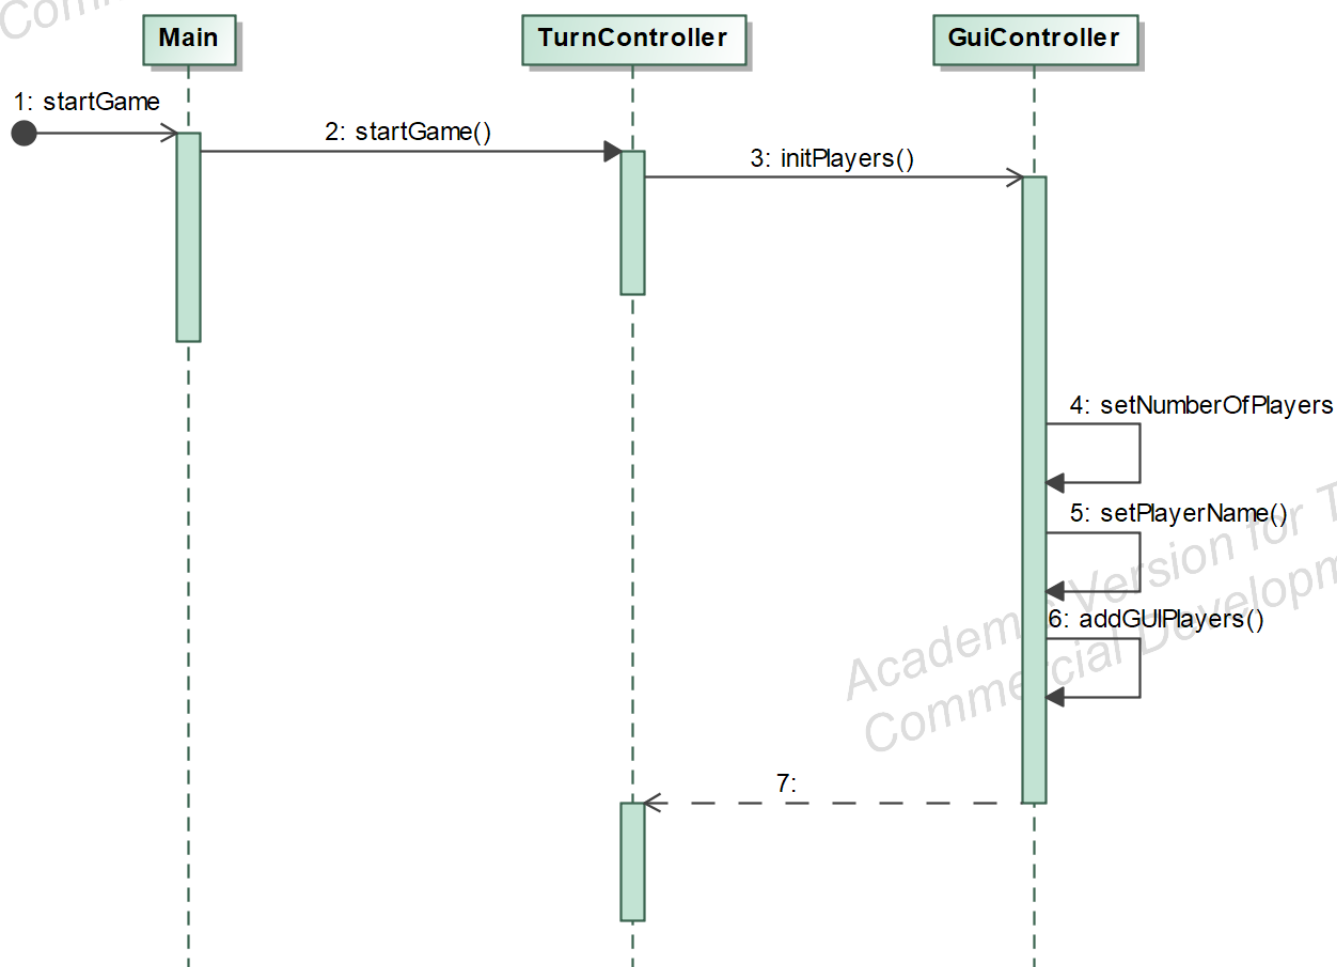 Main
TurnController
GuiController
1: startGame
2: startGame()
3: initPlayers()
4: setNumberOfPlayers
5: setPlayerName()
6: addGUIPlayers()
7:
Academic Version for T
Commercial Developm